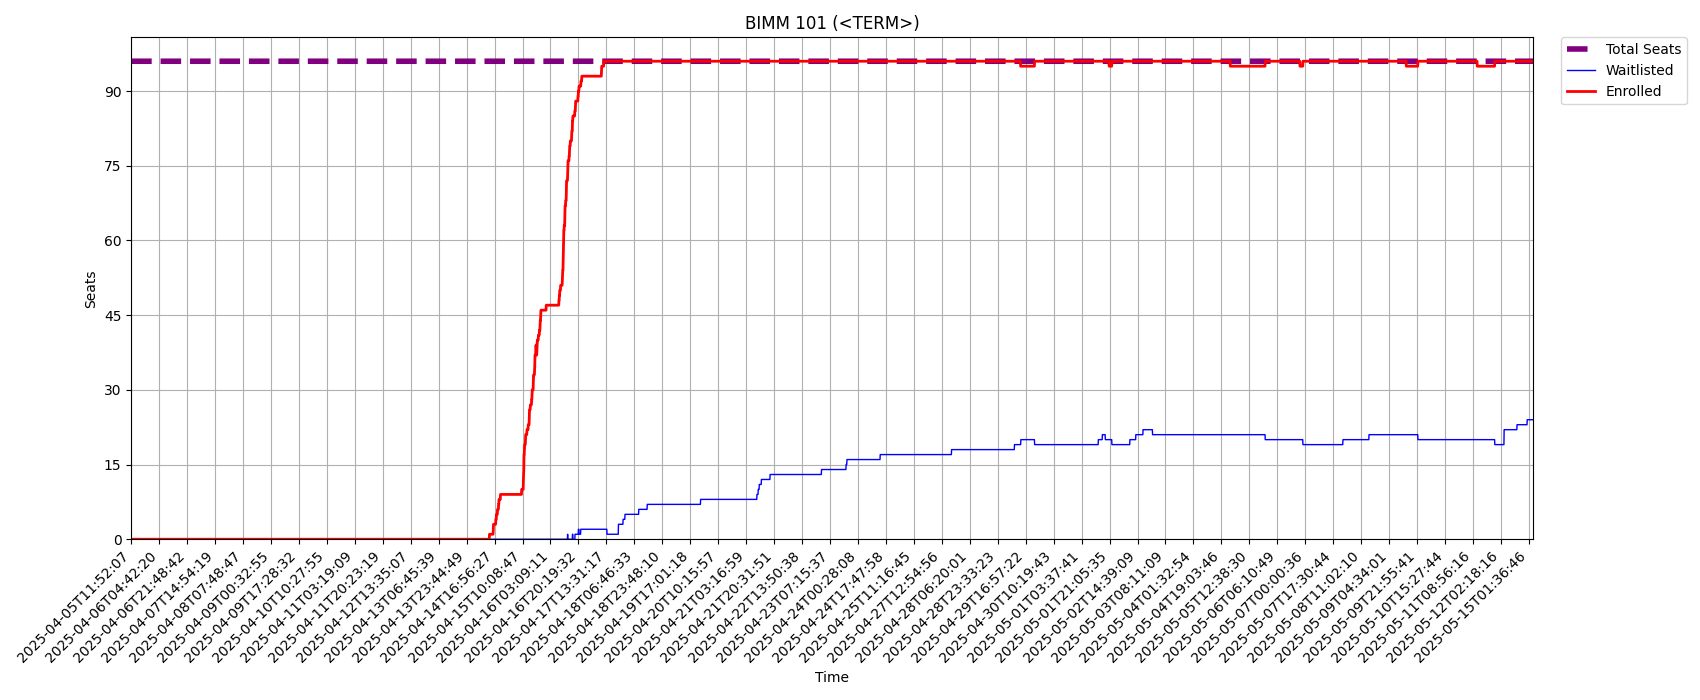 BIMM 101 (<TERM>)
Total Seats
Waitlisted
Enrolled
Seats
90
75
60
45
30
15
0
2025-04-05T11:52:07
2025-04-06T04:42:20
2025-04-06T21:48:42
2025-04-07T14:54:19
2025-04-08T07:48:47
2025-04-09T00:32:55
2025-04-09T17:28:32
2025-04-10T10:27:55
2025-04-11T03:19:09
2025-04-11T20:23:19
2025-04-12T13:35:07
2025-04-13T06:45:39
2025-04-13T23:44:49
2025-04-14T16:56:27
2025-04-15T10:08:47
2025-04-16T03:09:11
2025-04-16T20:19:32
2025-04-17T13:31:17
2025-04-18T06:46:33
2025-04-18T23:48:10
2025-04-19T17:01:18
2025-04-20T10:15:57
2025-04-21T03:16:59
2025-04-21T20:31:51
2025-04-22T13:50:38
2025-04-23T07:15:37
2025-04-24T00:28:08
2025-04-24T17:47:58
2025-04-25T11:16:45
2025-04-27T12:54:56
2025-04-28T06:20:01
2025-04-28T23:33:23
2025-04-29T16:57:22
2025-04-30T10:19:43
2025-05-01T03:37:41
2025-05-01T21:05:35
2025-05-02T14:39:09
2025-05-03T08:11:09
2025-05-04T01:32:54
2025-05-04T19:03:46
2025-05-05T12:38:30
2025-05-06T06:10:49
2025-05-07T00:00:36
2025-05-07T17:30:44
2025-05-08T11:02:10
2025-05-09T04:34:01
2025-05-09T21:55:41
2025-05-10T15:27:44
2025-05-11T08:56:16
2025-05-12T02:18:16
2025-05-15T01:36:46
Time